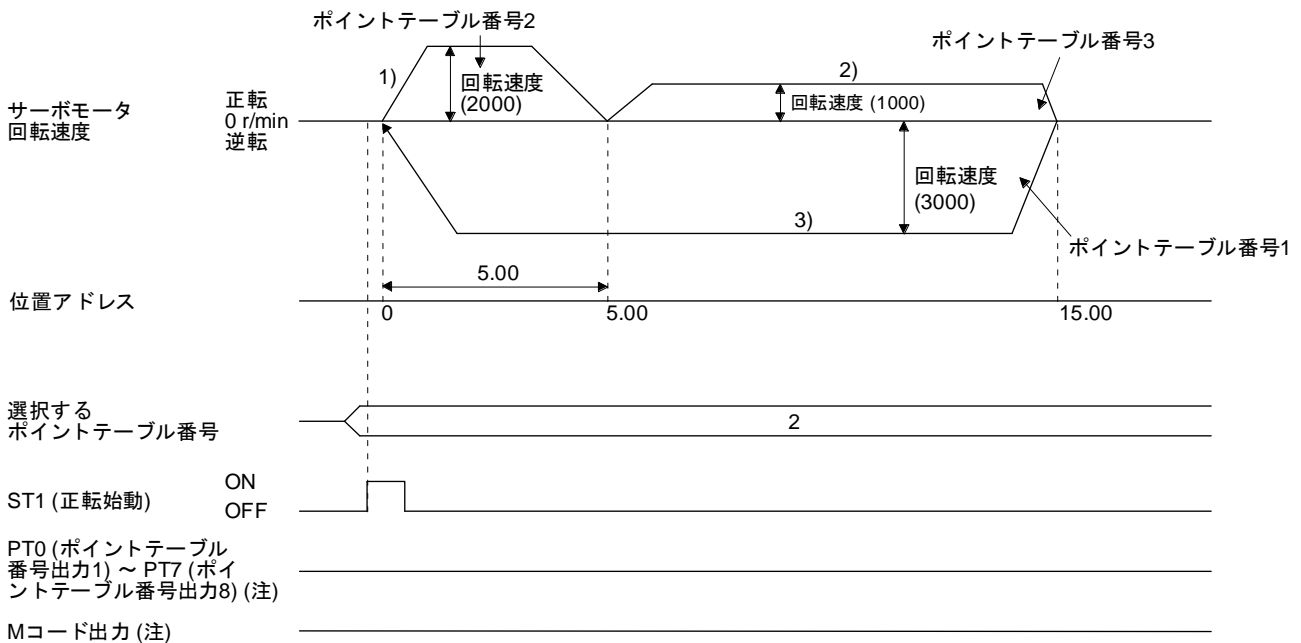 ポイントテーブル番号2
ポイントテーブル番号3
1)
回転速度
(2000)
2)
回転速度 (1000)
サーボモータ
回転速度
正転
0 r/min
逆転
回転速度
(3000)
3)
ポイントテーブル番号1
5.00
位置アドレス
0
5.00
15.00
選択する
ポイントテーブル番号
2
ST1 (正転始動)
ON
OFF
PT0 (ポイントテーブル
番号出力1) ～ PT7 (ポイ
ントテーブル番号出力8) (注)
Mコード出力 (注)